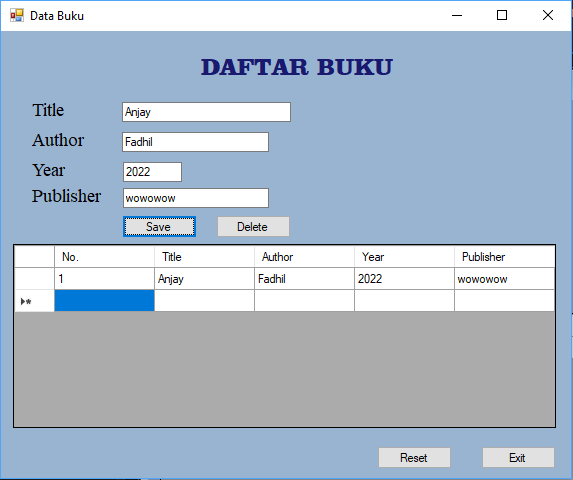 Data Buku
DAFTAR BUKU
Title Anjay
Author Fadhil
Year 2022
Publisher wowowow
Save Delete
No. Title Author Year Publisher
1 Anjay Fadhil 2022 wowowow
Reset Exit